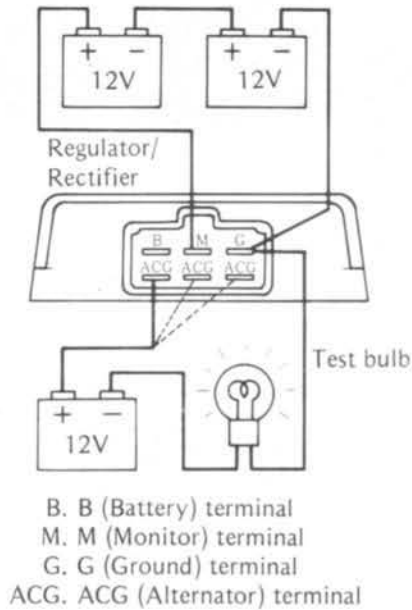 + − + −
12V 12V
Regulator/
Rectifier
B M G
ACG ACG ACG
Test bulb
+ −
12V
B. B (Battery) terminal
M. M (Monitor) terminal
G. G (Ground) terminal
ACG. ACG (Alternator) terminal